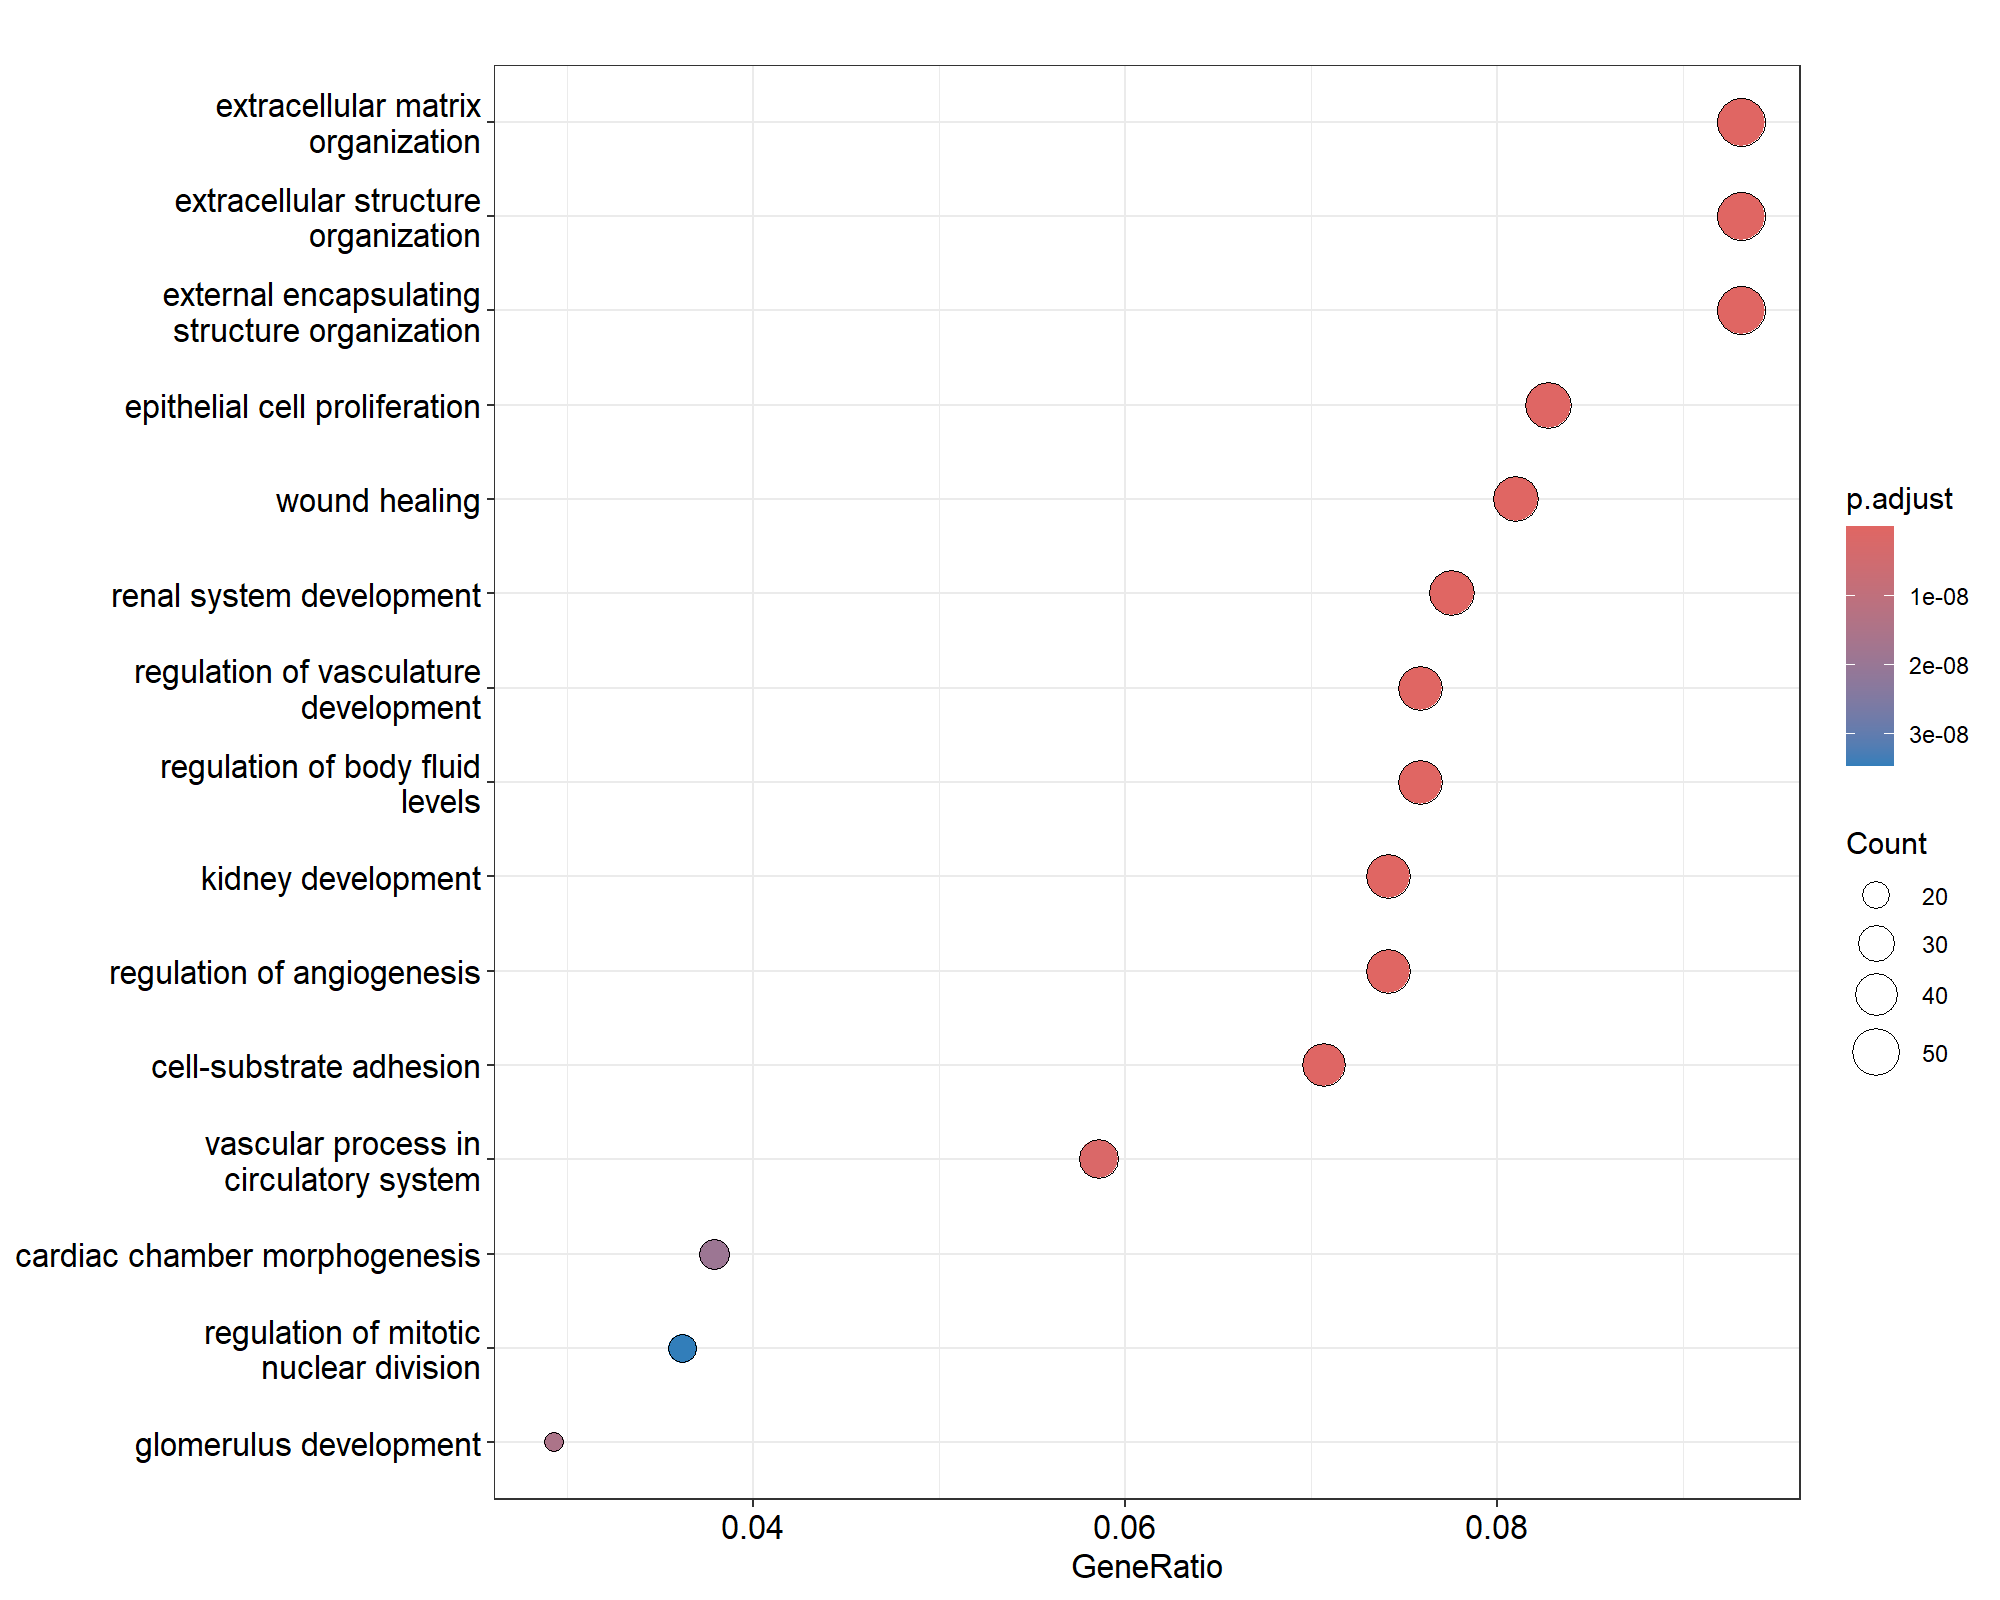 extracellular matrix
organization
extracellular structure
organization
external encapsulating
structure organization
epithelial cell proliferation
wound healing
renal system development
regulation of vasculature
development
regulation of body fluid
levels
kidney development
regulation of angiogenesis
cell-substrate adhesion
vascular process in
circulatory system
cardiac chamber morphogenesis
regulation of mitotic
nuclear division
glomerulus development
0.04
0.06
0.08
GeneRatio
p.adjust
1e-08
2e-08
3e-08
Count
20
30
40
50